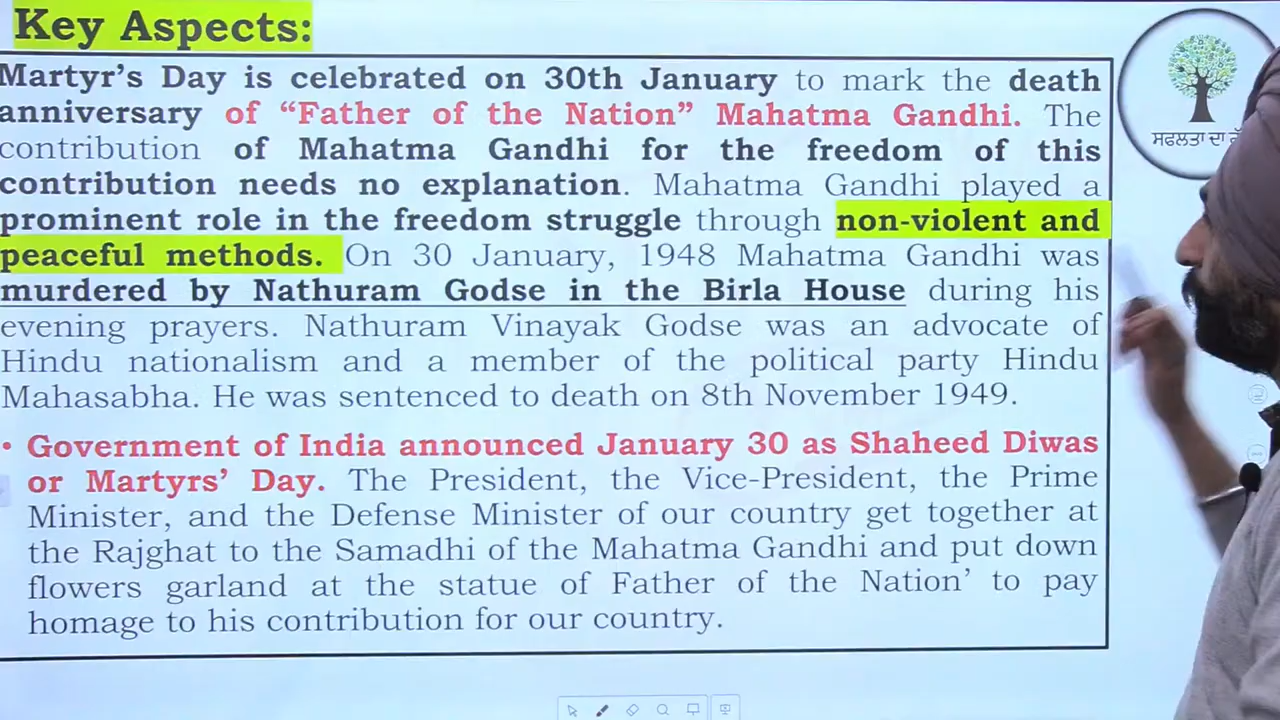 Key Aspects:
Martyr's Day is celebrated on 30th January to mark the death
anniversary of “Father of the Nation” Mahatma Gandhi. The
contribution of Mahatma Gandhi for the freedom of this
contribution needs no explanation. Mahatma Gandhi played a
prominent role in the freedom struggle through non-violent and
peaceful methods. On 30 January, 1948 Mahatma Gandhi was
murdered by Nathuram Godse in the Birla House during his
evening prayers. Nathuram Vinayak Godse was an advocate of
Hindu nationalism and a member of the political party Hindu
Mahasabha. He was sentenced to death on 8th November 1949.
• Government of India announced January 30 as Shaheed Diwas
or Martyrs' Day. The President, the Vice-President, the Prime
Minister, and the Defense Minister of our country get together at
the Rajghat to the Samadhi of the Mahatma Gandhi and put down
flowers garland at the statue of Father of the Nation' to pay
homage to his contribution for our country.
ਸਫਲਤਾ ਦਾ